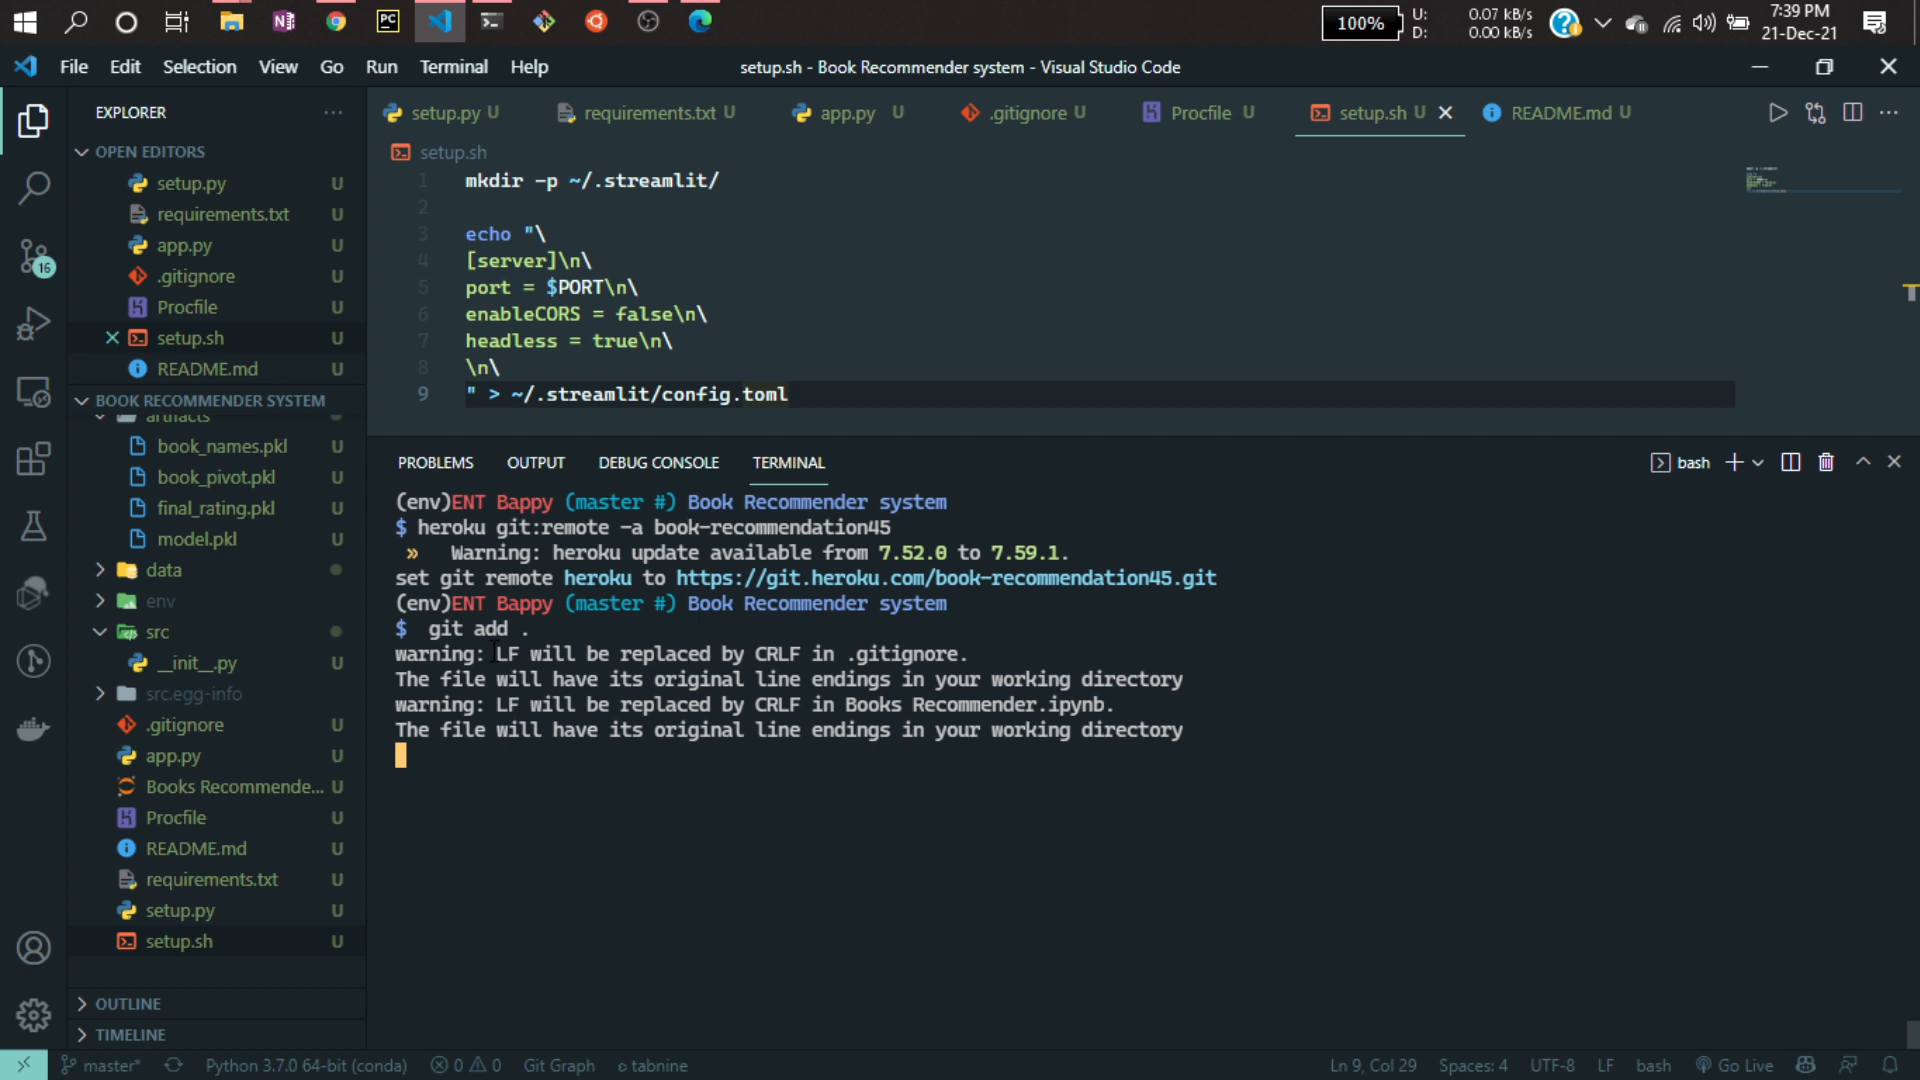 100%
U:
D:
0.07 kB/s
0.00 kB/s
7:39 PM
21-Dec-21
File Edit Selection View Go Run Terminal Help
setup.sh - Book Recommender system - Visual Studio Code
EXPLORER
setup.py U
requirements.txt U
app.py U
.gitignore U
Procfile U
setup.sh U
README.md U
OPEN EDITORS
setup.py U
requirements.txt U
app.py U
.gitignore U
Procfile U
setup.sh U
README.md U
BOOK RECOMMENDER SYSTEM
artifacts
book_names.pkl U
book_pivot.pkl U
final_rating.pkl U
model.pkl U
data
env
src
__init__.py U
src.egg-info
.gitignore U
app.py U
Books Recommende... U
Procfile U
README.md U
requirements.txt U
setup.py U
setup.sh U
OUTLINE
TIMELINE
16
setup.sh
1 mkdir -p ~/.streamlit/
2
3 echo "\
4 [server]\n\
5 port = $PORT\n\
6 enableCORS = false\n\
7 headless = true\n\
8 \n\
9 " > ~/.streamlit/config.toml
PROBLEMS OUTPUT DEBUG CONSOLE TERMINAL
bash
(env)ENT Bappy (master #) Book Recommender system
$ heroku git:remote -a book-recommendation45
» Warning: heroku update available from 7.52.0 to 7.59.1.
set git remote heroku to https://git.heroku.com/book-recommendation45.git
(env)ENT Bappy (master #) Book Recommender system
$ git add .
warning: LF will be replaced by CRLF in .gitignore.
The file will have its original line endings in your working directory
warning: LF will be replaced by CRLF in Books Recommender.ipynb.
The file will have its original line endings in your working directory
master* Python 3.7.0 64-bit (conda) 0 0 Git Graph tabnine
Ln 9, Col 29 Spaces: 4 UTF-8 LF bash Go Live